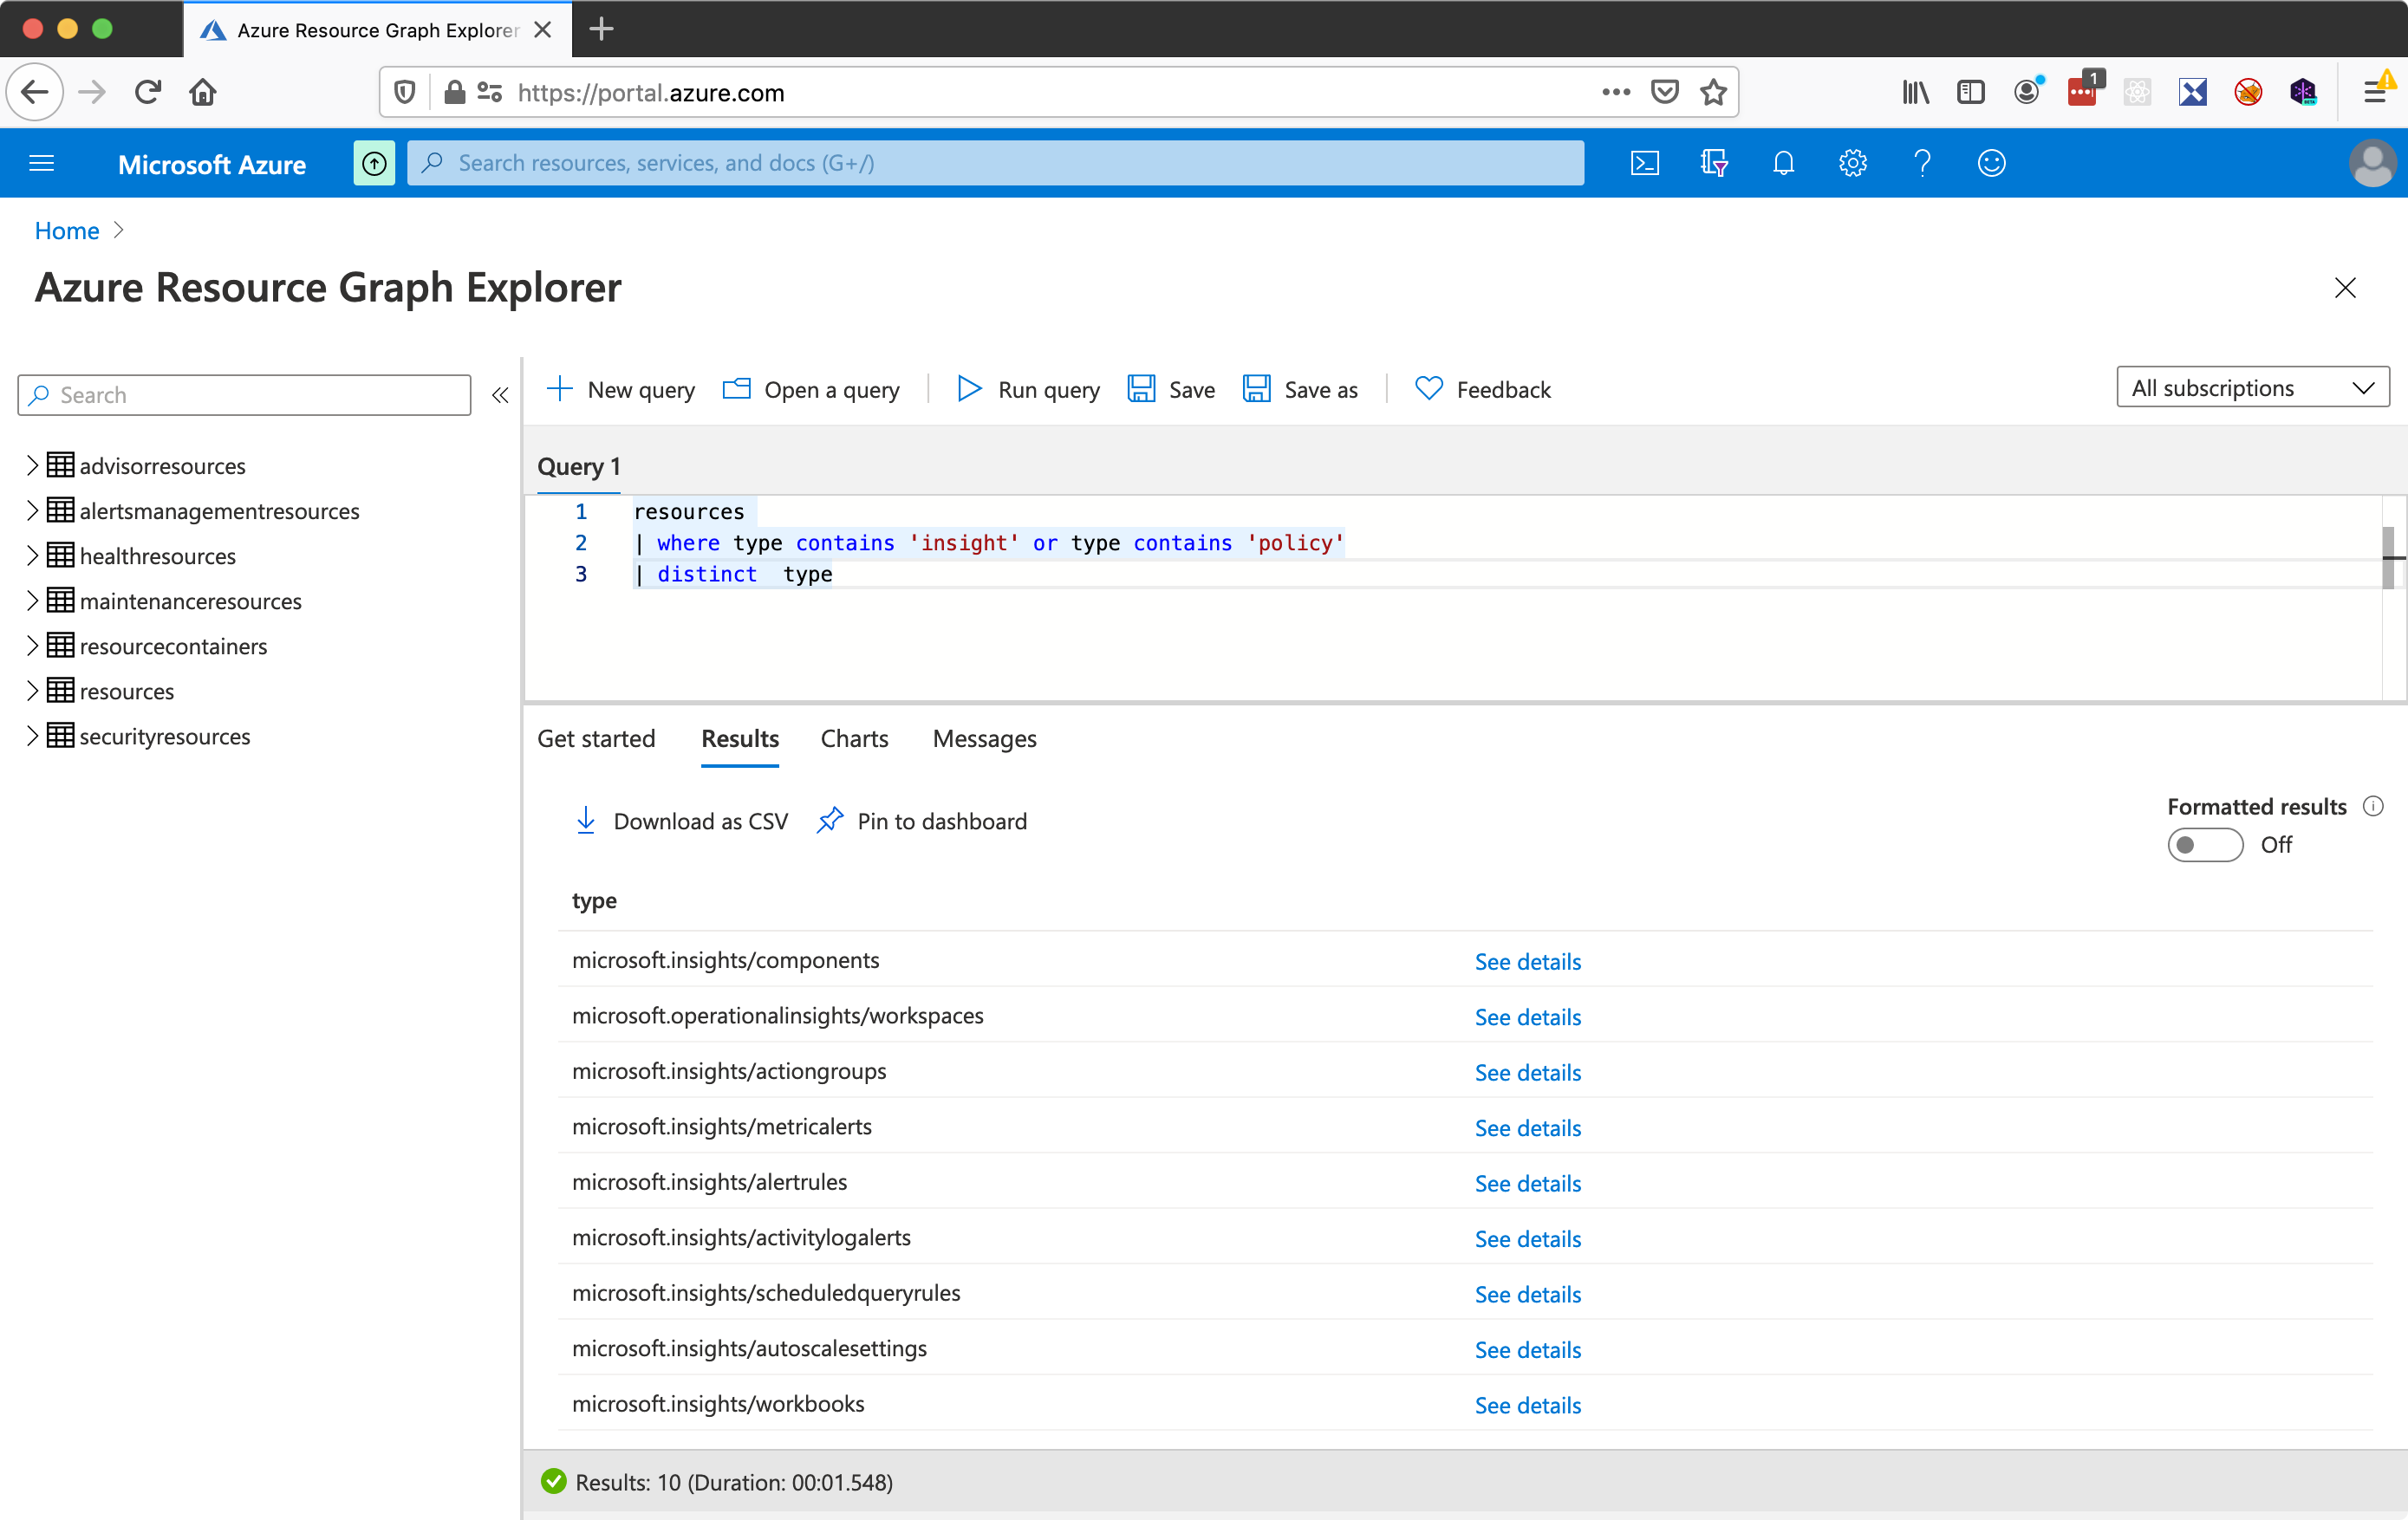 Azure Resource Graph Explorer
https://portal.azure.com
1
Microsoft Azure
Search resources, services, and docs (G+/)
Home
Azure Resource Graph Explorer
Search
New query
Open a query
Run query
Save
Save as
Feedback
All subscriptions
advisorresources
alertsmanagementresources
healthresources
maintenanceresources
resourcecontainers
resources
securityresources
Query 1
1 resources
2 | where type contains 'insight' or type contains 'policy'
3 | distinct  type
Get started
Results
Charts
Messages
Download as CSV
Pin to dashboard
Formatted results
Off
type
microsoft.insights/components See details
microsoft.operationalinsights/workspaces See details
microsoft.insights/actiongroups See details
microsoft.insights/metricalerts See details
microsoft.insights/alertrules See details
microsoft.insights/activitylogalerts See details
microsoft.insights/scheduledqueryrules See details
microsoft.insights/autoscalesettings See details
microsoft.insights/workbooks See details
Results: 10 (Duration: 00:01.548)